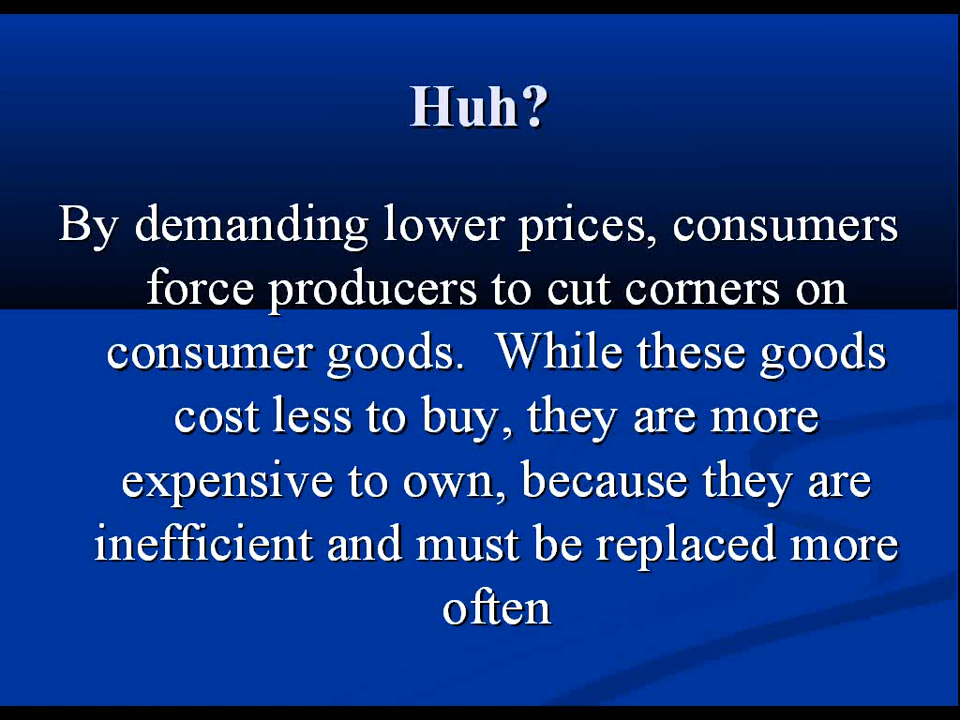 Huh?
By demanding lower prices, consumers
force producers to cut corners on
consumer goods.  While these goods
cost less to buy, they are more
expensive to own, because they are
inefficient and must be replaced more
often